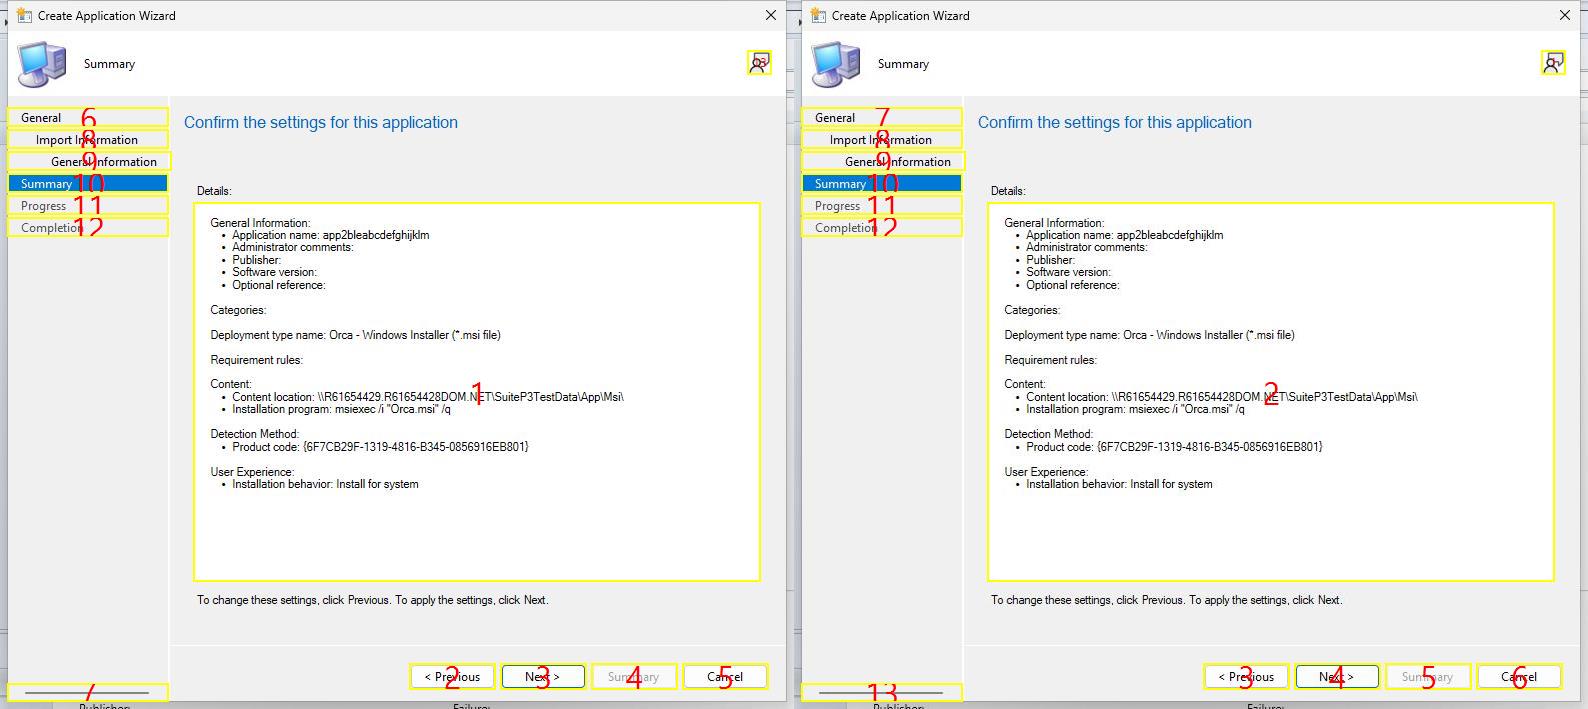 Create Application Wizard
Summary
13
General 6
Import Information 8
General Information 9
Summary 10
Progress 11
Completion 12
7
Confirm the settings for this application
Details:
General Information:
• Application name: app2bleabcdefghijklm
• Administrator comments:
• Publisher:
• Software version:
• Optional reference:
Categories:
Deployment type name: Orca - Windows Installer (*.msi file)
Requirement rules:
Content:
1
• Content location: \\R61654429.R61654428DOM.NET\SuiteP3TestData\App\Msi\
• Installation program: msiexec /i "Orca.msi" /q
Detection Method:
• Product code: {6F7CB29F-1319-4816-B345-0856916EB801}
User Experience:
• Installation behavior: Install for system
To change these settings, click Previous. To apply the settings, click Next.
< Previous 2
Next > 3
Summary 4
Cancel 5
Publisher:
Failure:
Create Application Wizard
Summary
General 7
Import Information 8
General Information 9
Summary 10
Progress 11
Completion 12
13
Confirm the settings for this application
Details:
General Information:
• Application name: app2bleabcdefghijklm
• Administrator comments:
• Publisher:
• Software version:
• Optional reference:
Categories:
Deployment type name: Orca - Windows Installer (*.msi file)
Requirement rules:
Content:
2
• Content location: \\R61654429.R61654428DOM.NET\SuiteP3TestData\App\Msi\
• Installation program: msiexec /i "Orca.msi" /q
Detection Method:
• Product code: {6F7CB29F-1319-4816-B345-0856916EB801}
User Experience:
• Installation behavior: Install for system
To change these settings, click Previous. To apply the settings, click Next.
< Previous 3
Next > 4
Summary 5
Cancel 6
Publisher:
Failure: